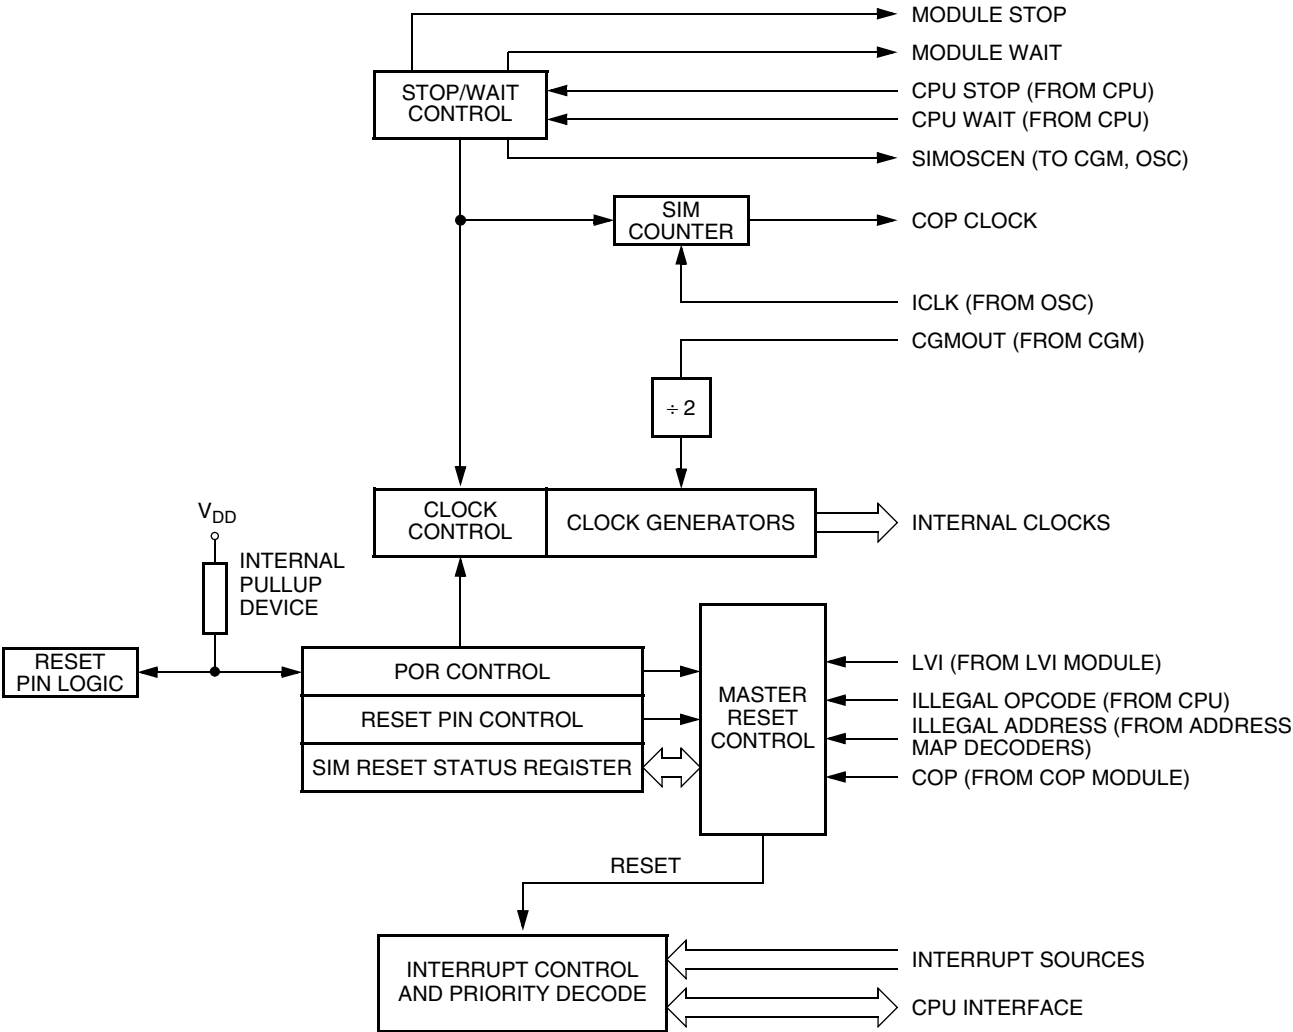 MODULE STOP
MODULE WAIT
STOP/WAIT
CONTROL
CPU STOP (FROM CPU)
CPU WAIT (FROM CPU)
SIMOSCEN (TO CGM, OSC)
SIM
COUNTER
COP CLOCK
ICLK (FROM OSC)
CGMOUT (FROM CGM)
÷ 2
CLOCK
CONTROL
CLOCK GENERATORS
INTERNAL CLOCKS
VDD
INTERNAL
PULLUP
DEVICE
RESET
PIN LOGIC
POR CONTROL
RESET PIN CONTROL
SIM RESET STATUS REGISTER
MASTER
RESET
CONTROL
LVI (FROM LVI MODULE)
ILLEGAL OPCODE (FROM CPU)
ILLEGAL ADDRESS (FROM ADDRESS
MAP DECODERS)
COP (FROM COP MODULE)
RESET
INTERRUPT CONTROL
AND PRIORITY DECODE
INTERRUPT SOURCES
CPU INTERFACE